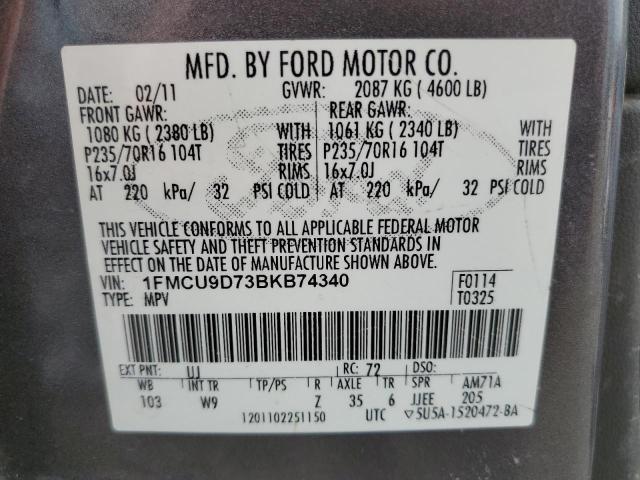 MFD. BY FORD MOTOR CO.
DATE: 02/11 GVWR: 2087 KG ( 4600 LB)
FRONT GAWR: REAR GAWR:
1080 KG ( 2380 LB) WITH 1061 KG ( 2340 LB) WITH
P235/70R16 104T TIRES P235/70R16 104T TIRES
16x7.0J RIMS 16x7.0J RIMS
AT 220 kPa/ 32 PSI COLD AT 220 kPa/ 32 PSI COLD
THIS VEHICLE CONFORMS TO ALL APPLICABLE FEDERAL MOTOR
VEHICLE SAFETY AND THEFT PREVENTION STANDARDS IN
EFFECT ON THE DATE OF MANUFACTURE SHOWN ABOVE.
VIN: 1FMCU9D73BKB74340 F0114
TYPE: MPV T0325
EXT PNT: UJ RC: 72 DSO:
WB INT TR TP/PS R AXLE TR SPR AM71A
103 W9 Z 35 6 JJEE 205
1201102251150 UTC ▽5U5A-1520472-BA